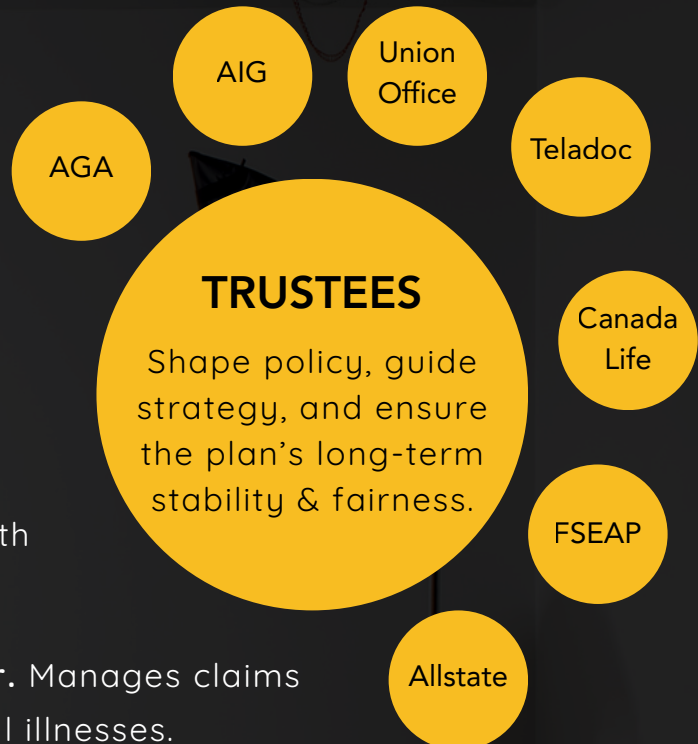 AIG
Union
Office
Teladoc
AGA
TRUSTEES
Shape policy, guide
strategy, and ensure
the plan’s long-term
stability & fairness.
Canada
Life
FSEAP
Allstate
Manages claims
illnesses.